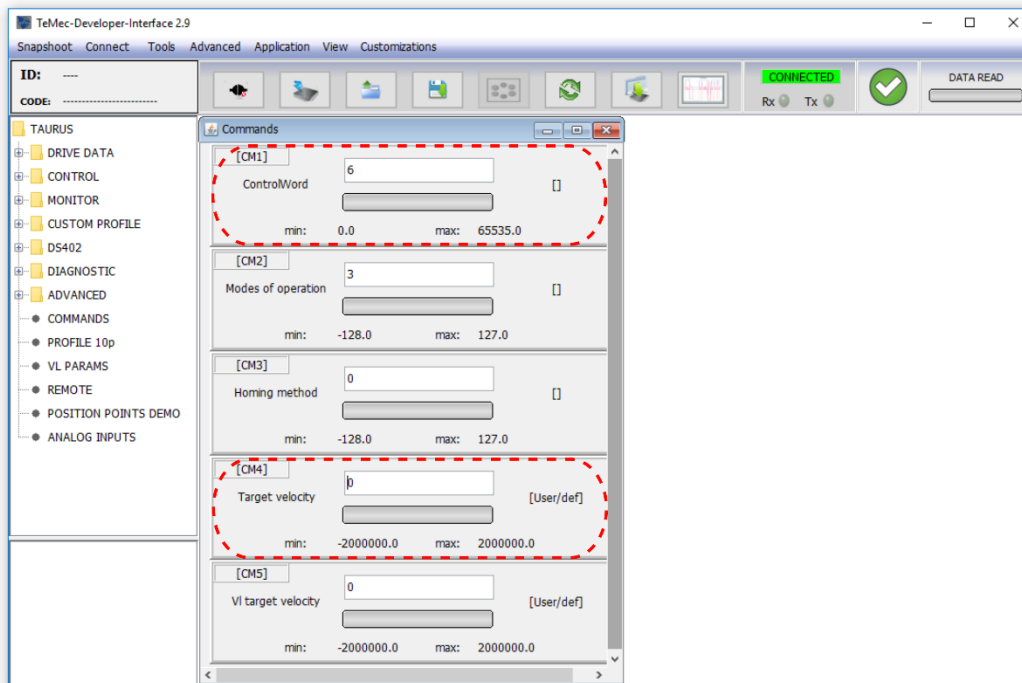 TeMec-Developer-Interface 2.9
Snapshoot Connect Tools Advanced Application View Customizations
ID: ----
CODE: -------------------------
CONNECTED
Rx Tx
DATA READ
TAURUS
DRIVE DATA
CONTROL
MONITOR
CUSTOM PROFILE
DS402
DIAGNOSTIC
ADVANCED
COMMANDS
PROFILE 10p
VL PARAMS
REMOTE
POSITION POINTS DEMO
ANALOG INPUTS
Commands
[CM1]
6
ControlWord []
min: 0.0 max: 65535.0
[CM2]
3
Modes of operation []
min: -128.0 max: 127.0
[CM3]
0
Homing method []
min: -128.0 max: 127.0
[CM4]
0
Target velocity [User/def]
min: -2000000.0 max: 2000000.0
[CM5]
0
Vl target velocity [User/def]
min: -2000000.0 max: 2000000.0